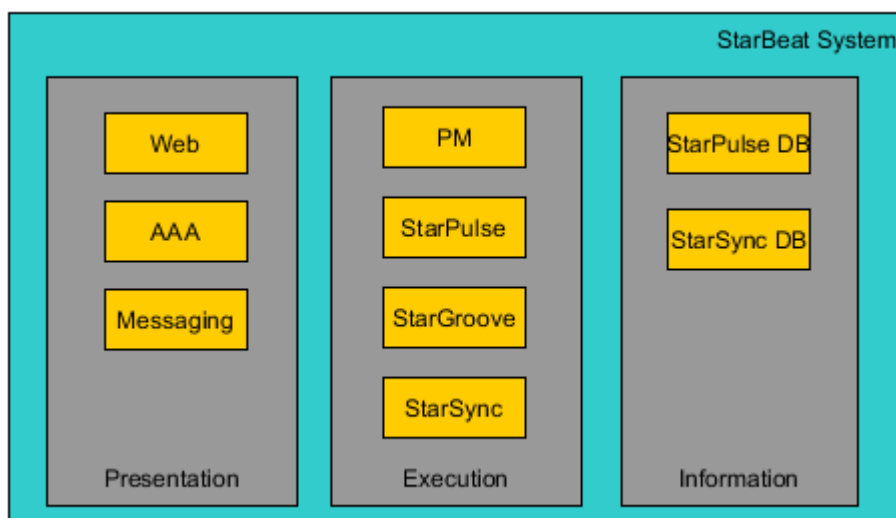 StarBeat System
Web
AAA
Messaging
Presentation
PM
StarPulse
StarGroove
StarSync
Execution
StarPulse DB
StarSync DB
Information